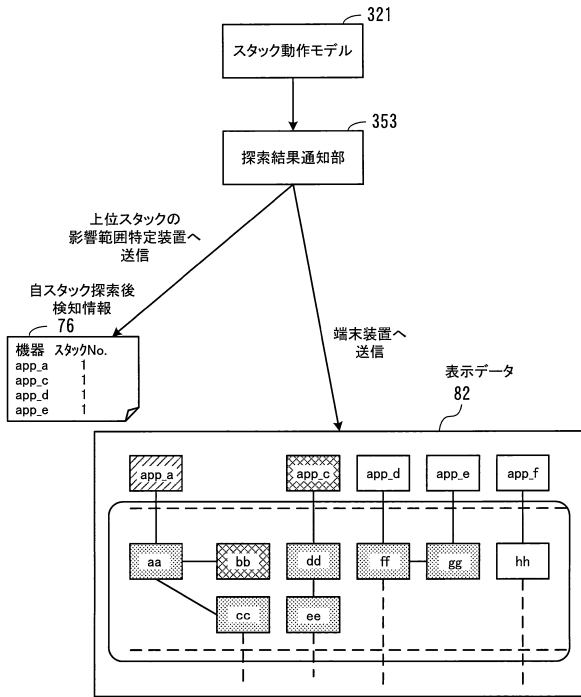 321
スタック動作モデル
353
探索結果通知部
上位スタックの
影響範囲特定装置へ
送信
自スタック探索後
検知情報
76
機器 スタックNo.
app_a 1
app_c 1
app_d 1
app_e 1
端末装置へ
送信
表示データ
82
app_a app_c app_d app_e app_f
aa bb dd ff gg hh
cc ee